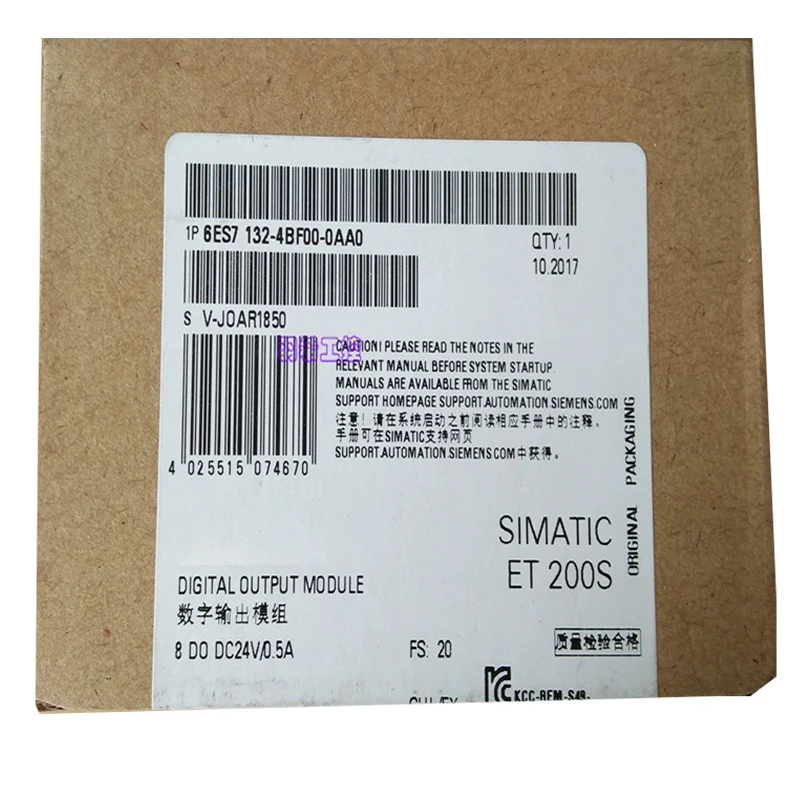 1P 6ES7 132-4BF00-0AA0
QTY: 1
10.2017
S V-JOAR1850
CAUTION! PLEASE READ THE NOTES IN THE
RELEVANT MANUAL BEFORE SYSTEM STARTUP.
MANUALS ARE AVAILABLE FROM THE SIMATIC
SUPPORT HOMEPAGE SUPPORT.AUTOMATION.SIEMENS.COM
注意！请在系统启动之前阅读相应手册中的注释。
手册可在SIMATIC支持网页
SUPPORT.AUTOMATION.SIEMENS.COM 中获得。
4 025515 074670
ORIGINAL PACKAGING
SIMATIC
ET 200S
DIGITAL OUTPUT MODULE
数字输出模组
8 DO DC24V/0.5A
FS: 20
质量检验合格
KCC-REM-S49-